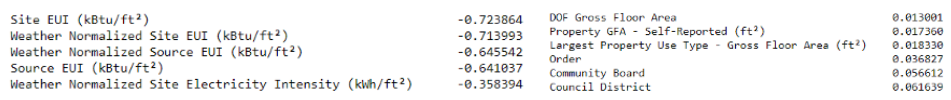 Site EUI (kBtu/ft²) -0.723864
Weather Normalized Site EUI (kBtu/ft²) -0.713993
Weather Normalized Source EUI (kBtu/ft²) -0.645542
Source EUI (kBtu/ft²) -0.641037
Weather Normalized Site Electricity Intensity (kWh/ft²) -0.358394
DOF Gross Floor Area 0.013001
Property GFA - Self-Reported (ft²) 0.017360
Largest Property Use Type - Gross Floor Area (ft²) 0.018330
Order 0.036827
Community Board 0.056612
Council District 0.061639